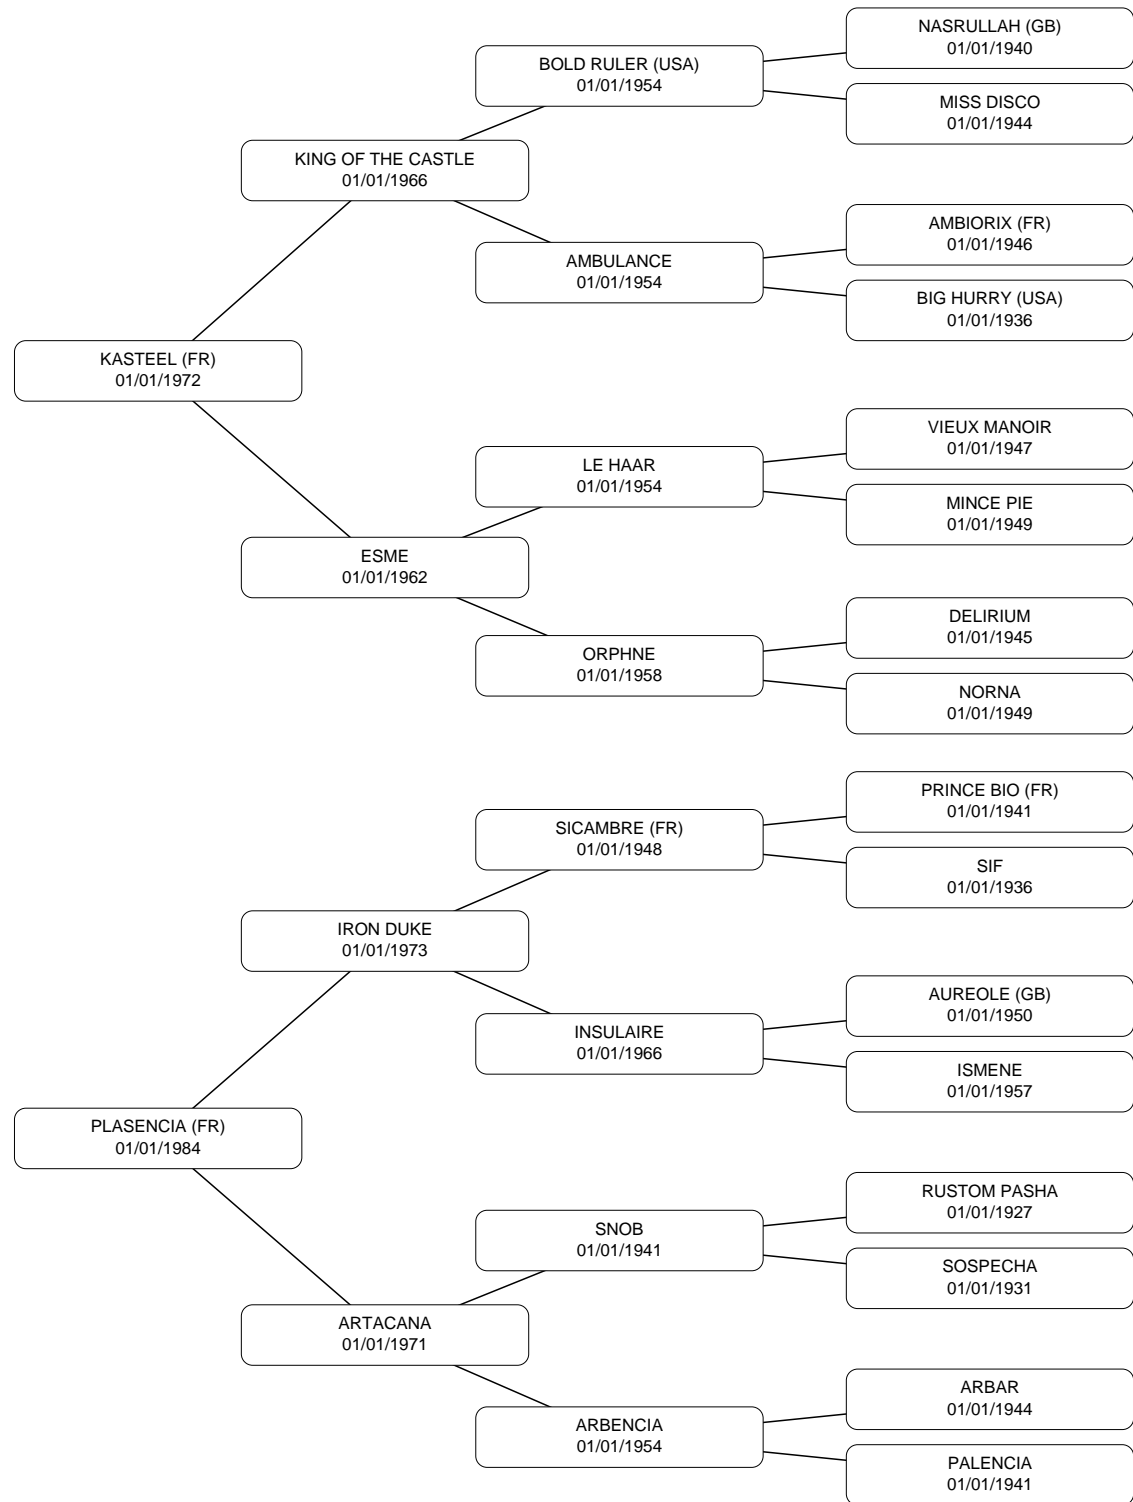 NASRULLAH (GB)
01/01/1940
BOLD RULER (USA)
01/01/1954
MISS DISCO
01/01/1944
KING OF THE CASTLE
01/01/1966
AMBIORIX (FR)
01/01/1946
AMBULANCE
01/01/1954
BIG HURRY (USA)
01/01/1936
KASTEEL (FR)
01/01/1972
VIEUX MANOIR
01/01/1947
LE HAAR
01/01/1954
MINCE PIE
01/01/1949
ESME
01/01/1962
DELIRIUM
01/01/1945
ORPHNE
01/01/1958
NORNA
01/01/1949
PRINCE BIO (FR)
01/01/1941
SICAMBRE (FR)
01/01/1948
SIF
01/01/1936
IRON DUKE
01/01/1973
AUREOLE (GB)
01/01/1950
INSULAIRE
01/01/1966
ISMENE
01/01/1957
PLASENCIA (FR)
01/01/1984
RUSTOM PASHA
01/01/1927
SNOB
01/01/1941
SOSPECHA
01/01/1931
ARTACANA
01/01/1971
ARBAR
01/01/1944
ARBENCIA
01/01/1954
PALENCIA
01/01/1941